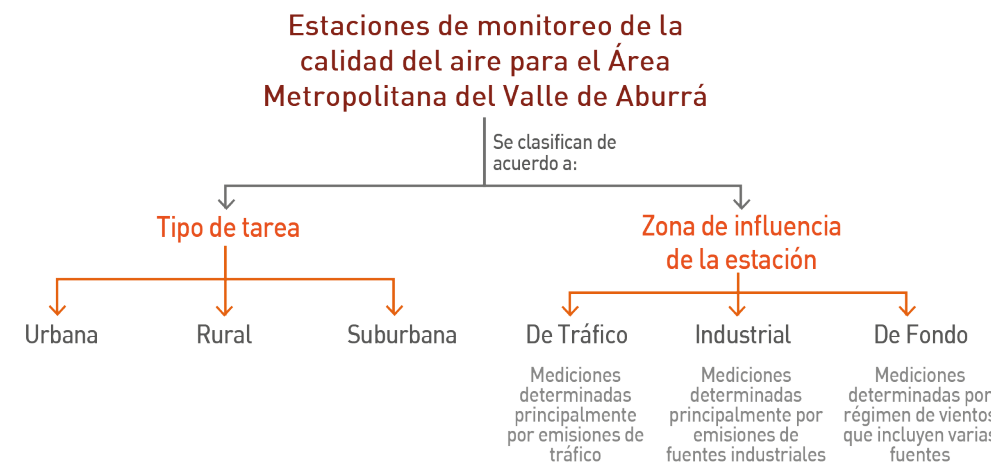 Estaciones de monitoreo de la
calidad del aire para el Área
Metropolitana del Valle de Aburrá
Se clasifican de
acuerdo a:
Tipo de tarea
Zona de influencia
de la estación
Urbana
Rural
Suburbana
De Tráfico
Industrial
De Fondo
Mediciones
determinadas
principalmente
por emisiones de
tráfico
Mediciones
determinadas
principalmente por
emisiones de
fuentes industriales
Mediciones
determinadas por
régimen de vientos
que incluyen varias
fuentes